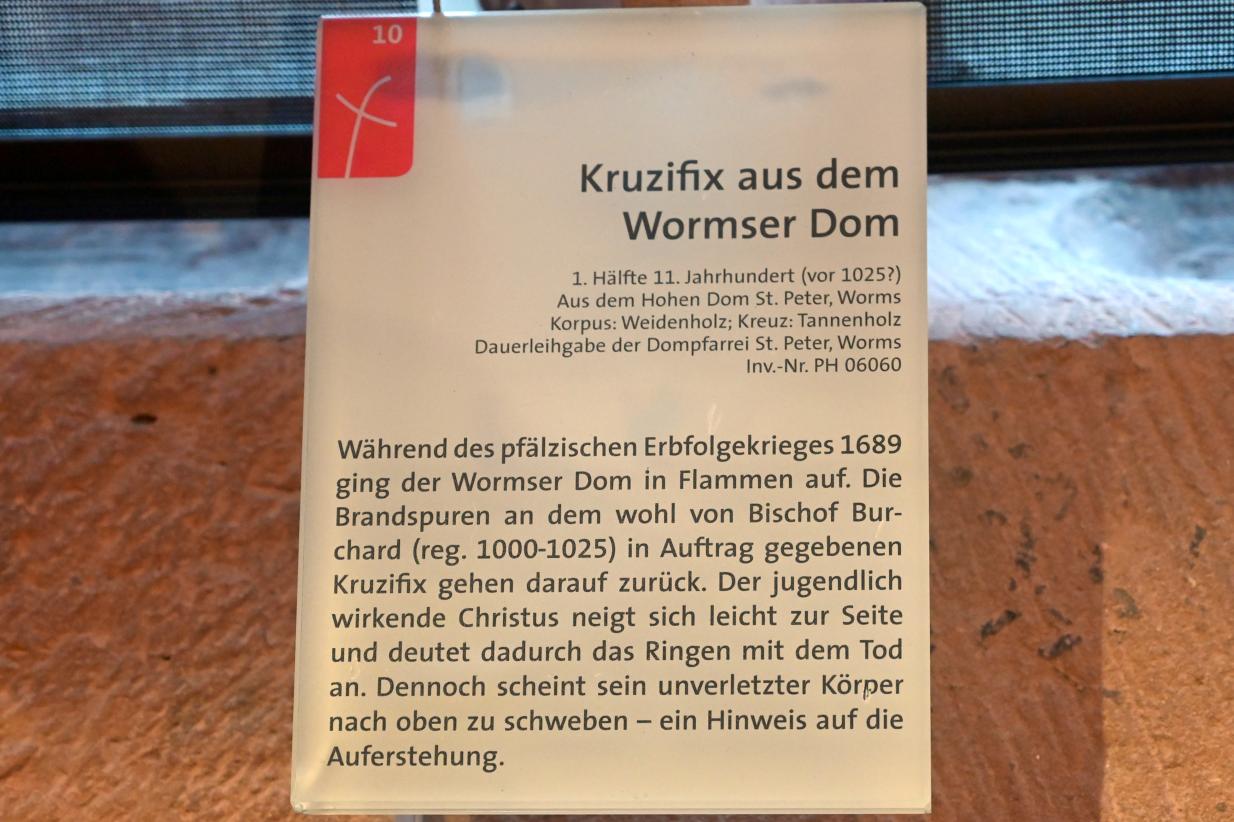 10
Kruzifix aus dem
Wormser Dom
1. Hälfte 11. Jahrhundert (vor 1025?)
Aus dem Hohen Dom St. Peter, Worms
Korpus: Weidenholz; Kreuz: Tannenholz
Dauerleihgabe der Dompfarrei St. Peter, Worms
Inv.-Nr. PH 06060
Während des pfälzischen Erbfolgekrieges 1689
ging der Wormser Dom in Flammen auf. Die
Brandspuren an dem wohl von Bischof Bur-
chard (reg. 1000-1025) in Auftrag gegebenen
Kruzifix gehen darauf zurück. Der jugendlich
wirkende Christus neigt sich leicht zur Seite
und deutet dadurch das Ringen mit dem Tod
an. Dennoch scheint sein unverletzter Körper
nach oben zu schweben – ein Hinweis auf die
Auferstehung.